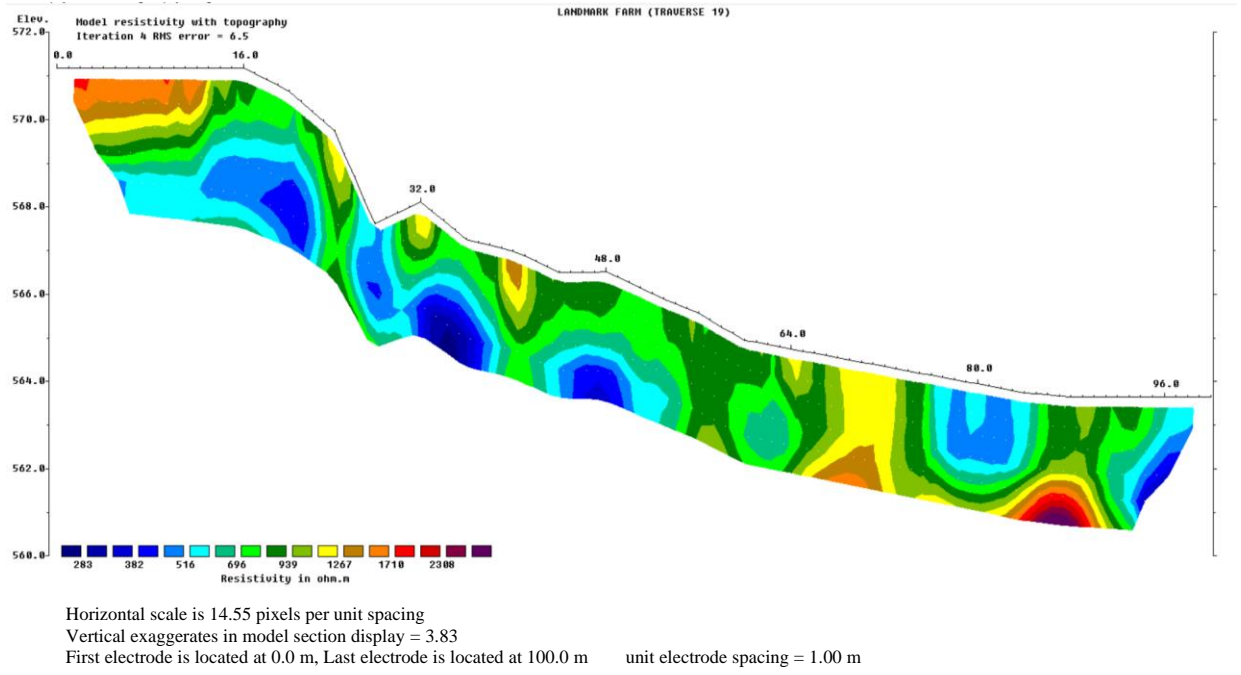 LANDMARK FARM (TRAVERSE 19)
Elev.
Model resistivity with topography
Iteration 4 RMS error = 6.5
572.0
0.0
16.0
570.0
568.0
32.0
566.0
48.0
564.0
64.0
80.0
96.0
562.0
560.0
283 382 516 696 939 1267 1710 2308
Resistivity in ohm.m
Horizontal scale is 14.55 pixels per unit spacing
Vertical exaggerates in model section display = 3.83
First electrode is located at 0.0 m, Last electrode is located at 100.0 m unit electrode spacing = 1.00 m